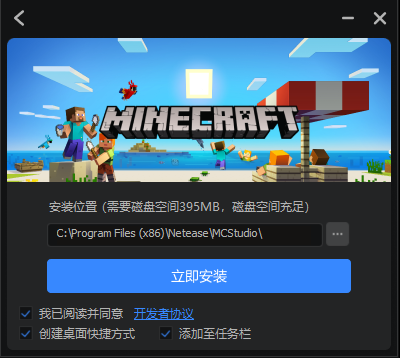 MINECRAFT
安装位置 (需要磁盘空间395MB，磁盘空间充足)
C:\Program Files (x86)\Netease\MCStudio\
···
立即安装
我已阅读并同意 开发者协议
创建桌面快捷方式 添加至任务栏